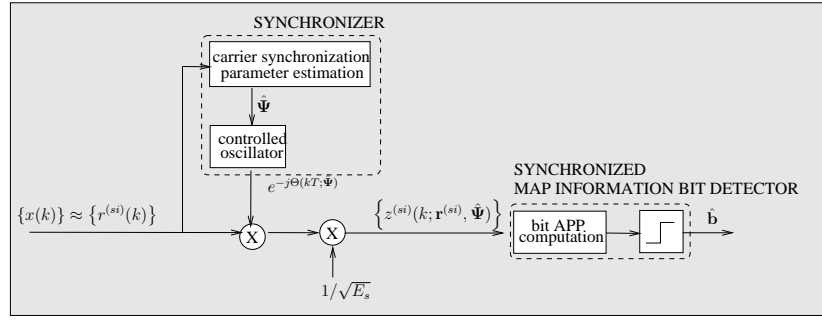 SYNCHRONIZER
carrier synchronization
parameter estimation
Ψ̂
controlled
oscillator
e^{-jΘ(kT;Ψ̂)}
SYNCHRONIZED
MAP INFORMATION BIT DETECTOR
{x(k)} ≈ {r^{(si)}(k)}
{z^{(si)}(k; r^{(si)}, Ψ̂)}
X
X
bit APP
computation
b̂
1/√E_s